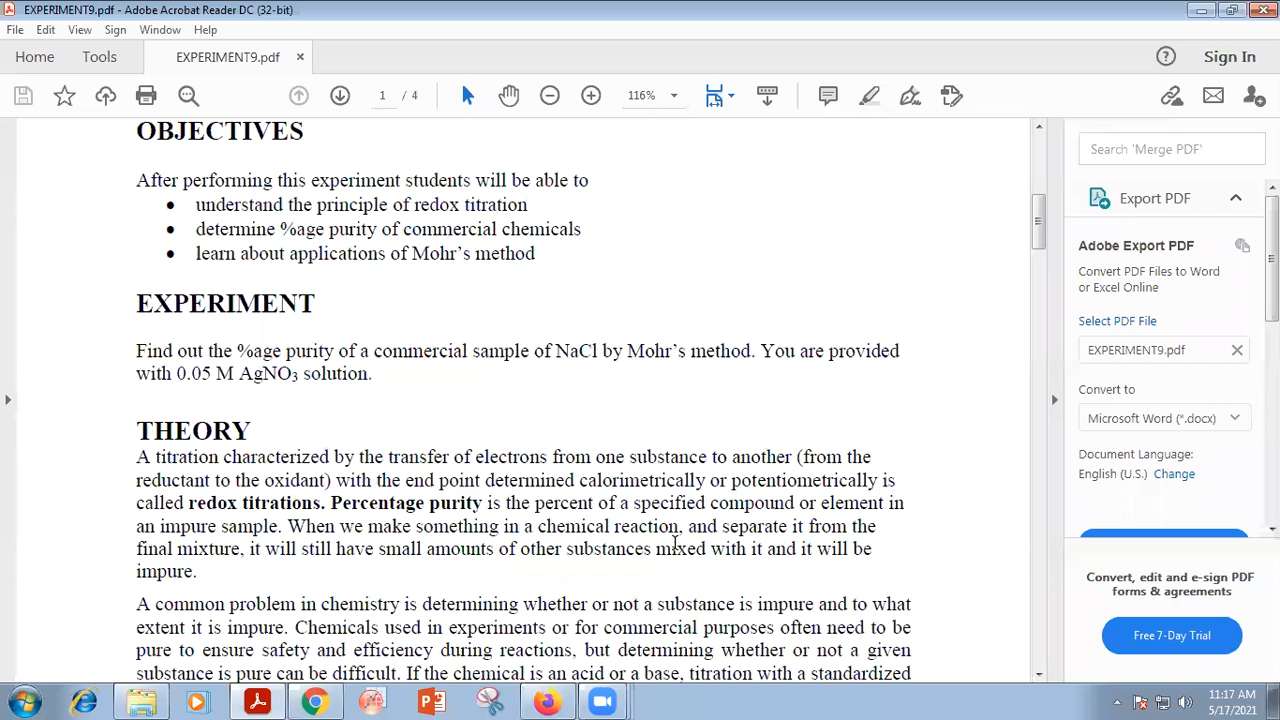 EXPERIMENT9.pdf - Adobe Acrobat Reader DC (32-bit)
File Edit View Sign Window Help
Home Tools EXPERIMENT9.pdf × Sign In
1 / 4 116%
OBJECTIVES
After performing this experiment students will be able to
• understand the principle of redox titration
• determine %age purity of commercial chemicals
• learn about applications of Mohr’s method
EXPERIMENT
Find out the %age purity of a commercial sample of NaCl by Mohr’s method. You are provided
with 0.05 M AgNO₃ solution.
THEORY
A titration characterized by the transfer of electrons from one substance to another (from the
reductant to the oxidant) with the end point determined calorimetrically or potentiometrically is
called redox titrations. Percentage purity is the percent of a specified compound or element in
an impure sample. When we make something in a chemical reaction, and separate it from the
final mixture, it will still have small amounts of other substances mixed with it and it will be
impure.
A common problem in chemistry is determining whether or not a substance is impure and to what
extent it is impure. Chemicals used in experiments or for commercial purposes often need to be
pure to ensure safety and efficiency during reactions, but determining whether or not a given
substance is pure can be difficult. If the chemical is an acid or a base, titration with a standardized
Search 'Merge PDF'
Export PDF
Adobe Export PDF
Convert PDF Files to Word
or Excel Online
Select PDF File
EXPERIMENT9.pdf
Convert to
Microsoft Word (*.docx)
Document Language:
English (U.S.) Change
Convert, edit and e-sign PDF
forms & agreements
Free 7-Day Trial
11:17 AM
5/17/2021